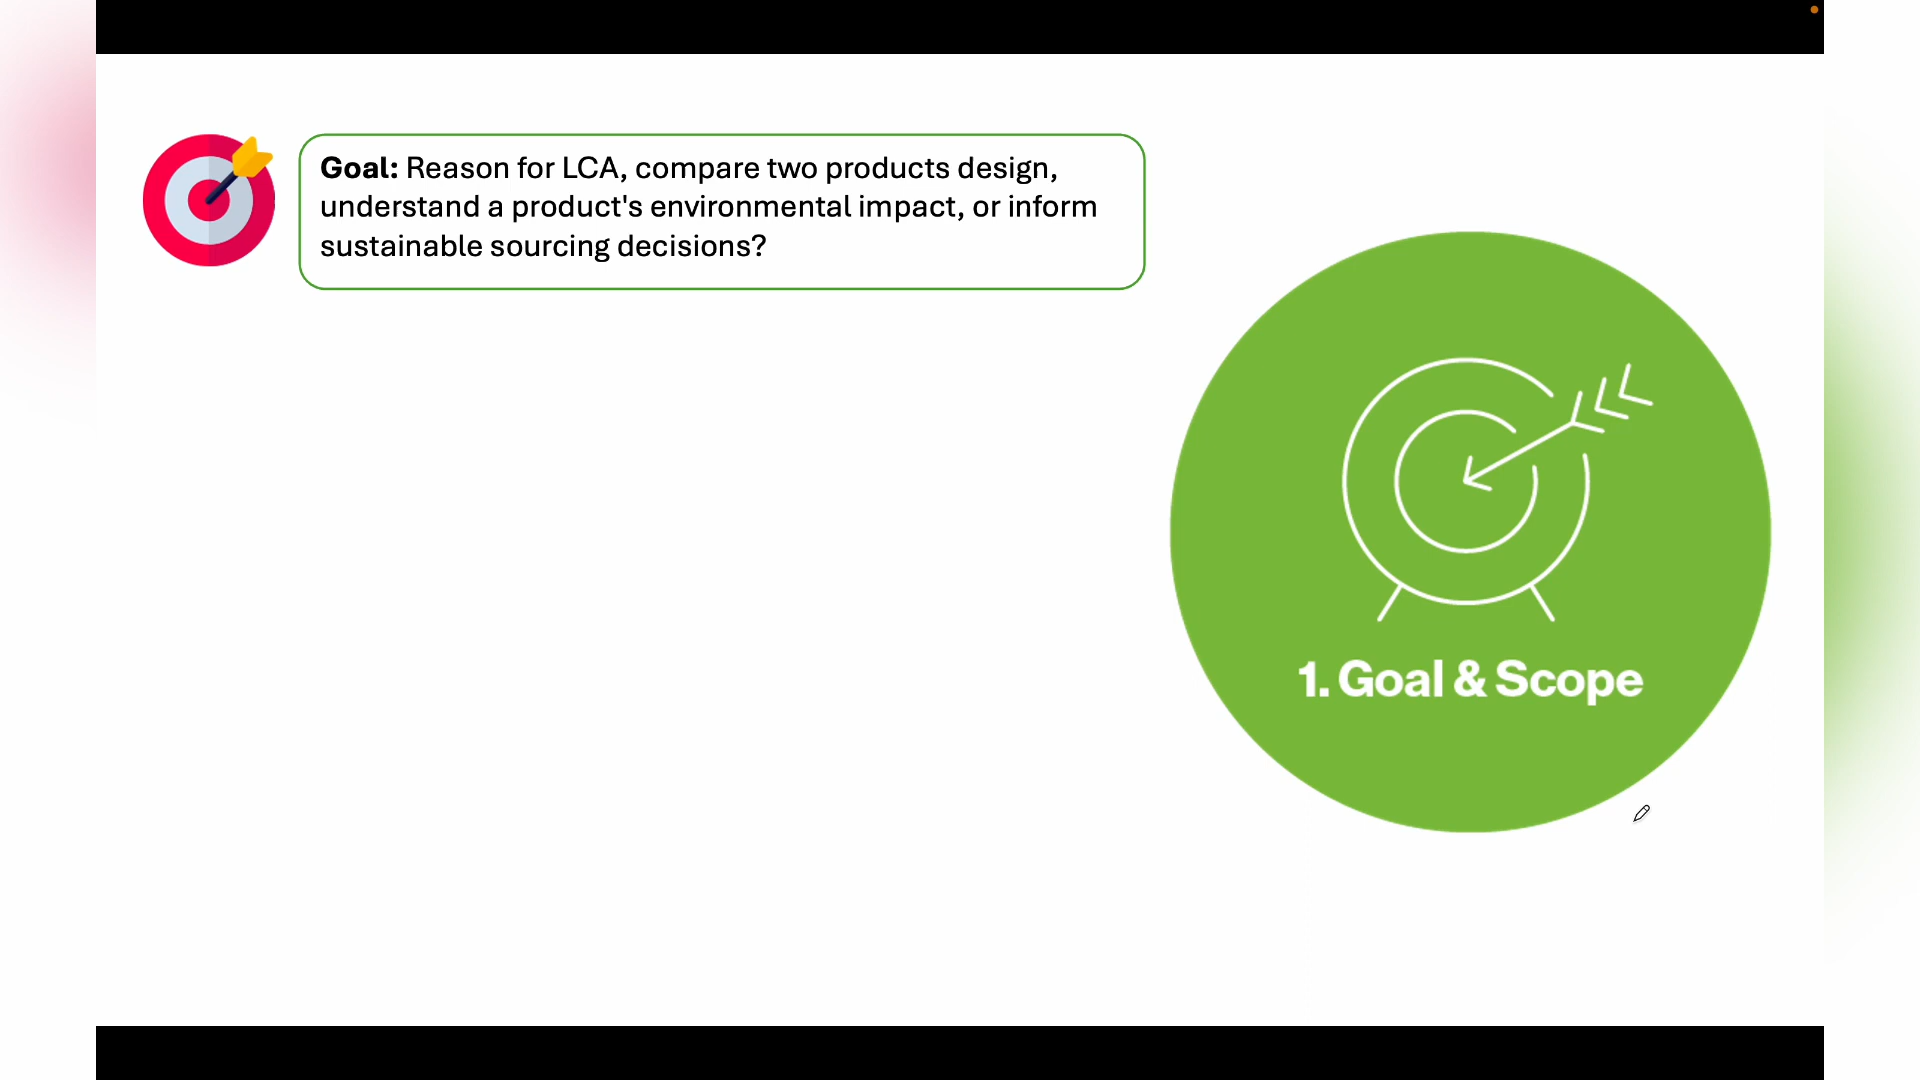 Goal: Reason for LCA, compare two products design,
understand a product's environmental impact, or inform
sustainable sourcing decisions?
1. Goal & Scope